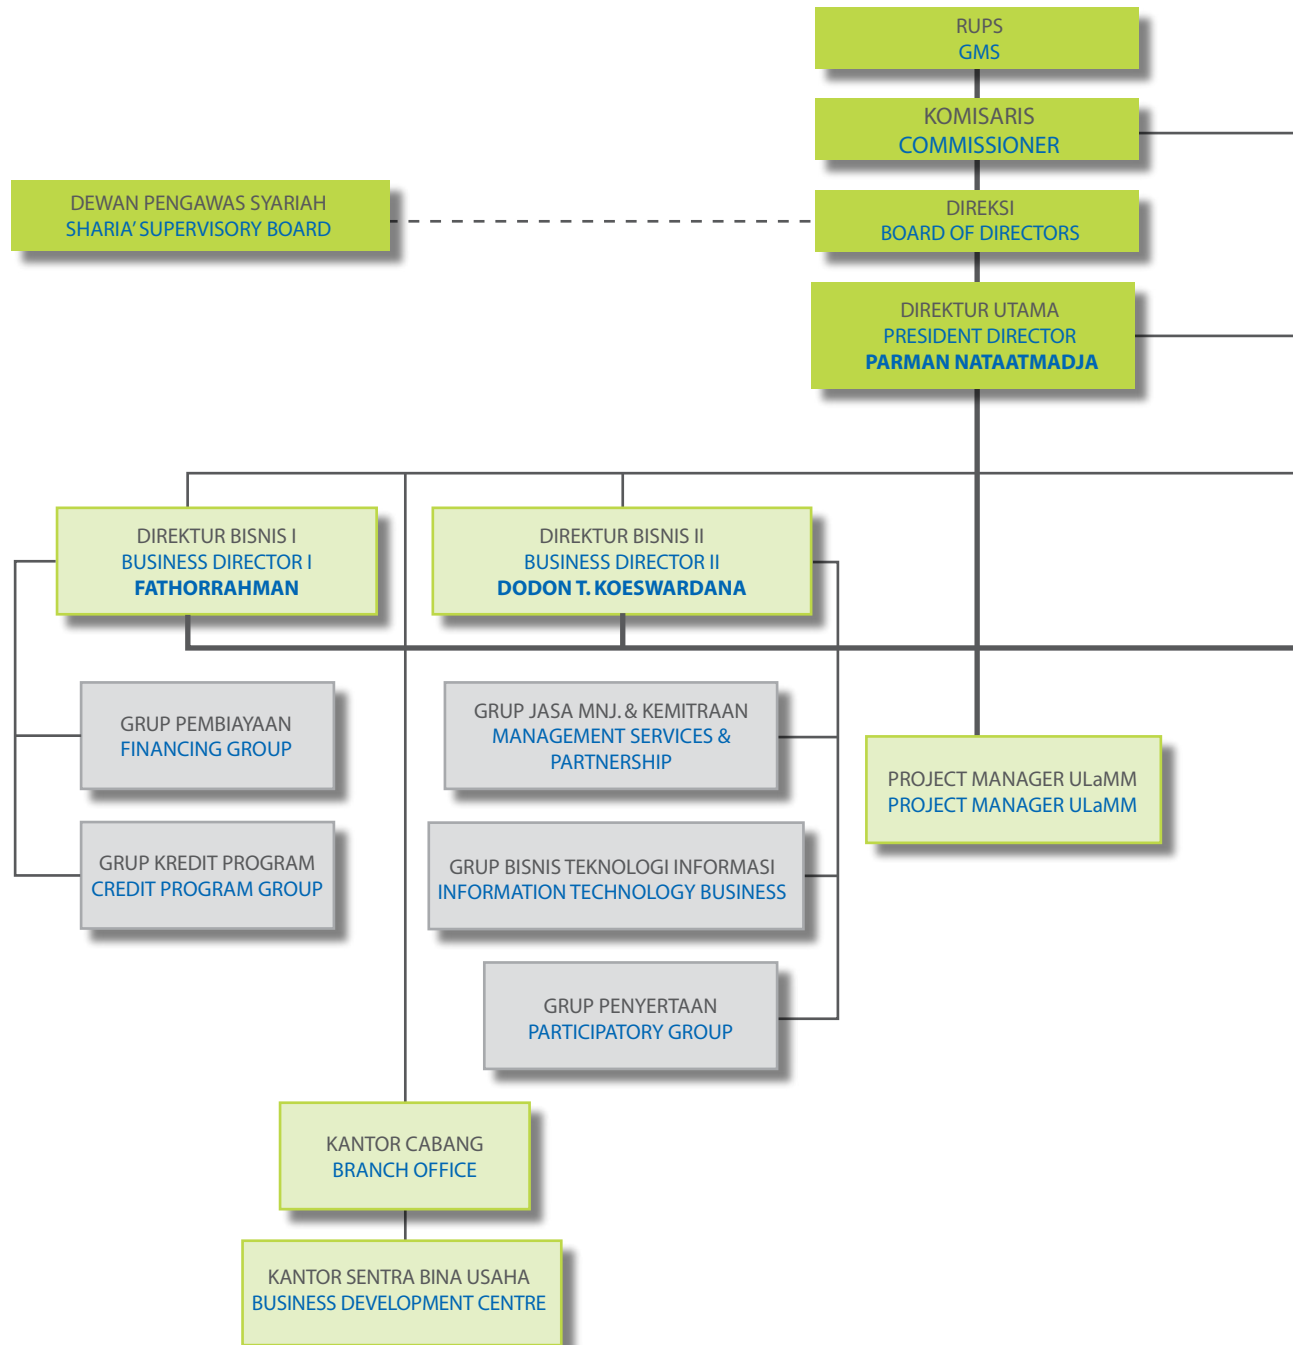 RUPS
GMS
KOMISARIS
COMMISSIONER
DEWAN PENGAWAS SYARIAH
SHARIA' SUPERVISORY BOARD
DIREKSI
BOARD OF DIRECTORS
DIREKTUR UTAMA
PRESIDENT DIRECTOR
PARMAN NATAATMADJA
DIREKTUR BISNIS I
BUSINESS DIRECTOR I
FATHORRAHMAN
DIREKTUR BISNIS II
BUSINESS DIRECTOR II
DODON T. KOESWARDANA
GRUP PEMBIAYAAN
FINANCING GROUP
GRUP JASA MNJ. & KEMITRAAN
MANAGEMENT SERVICES &
PARTNERSHIP
PROJECT MANAGER ULaMM
PROJECT MANAGER ULaMM
GRUP KREDIT PROGRAM
CREDIT PROGRAM GROUP
GRUP BISNIS TEKNOLOGI INFORMASI
INFORMATION TECHNOLOGY BUSINESS
GRUP PENYERTAAN
PARTICIPATORY GROUP
KANTOR CABANG
BRANCH OFFICE
KANTOR SENTRA BINA USAHA
BUSINESS DEVELOPMENT CENTRE